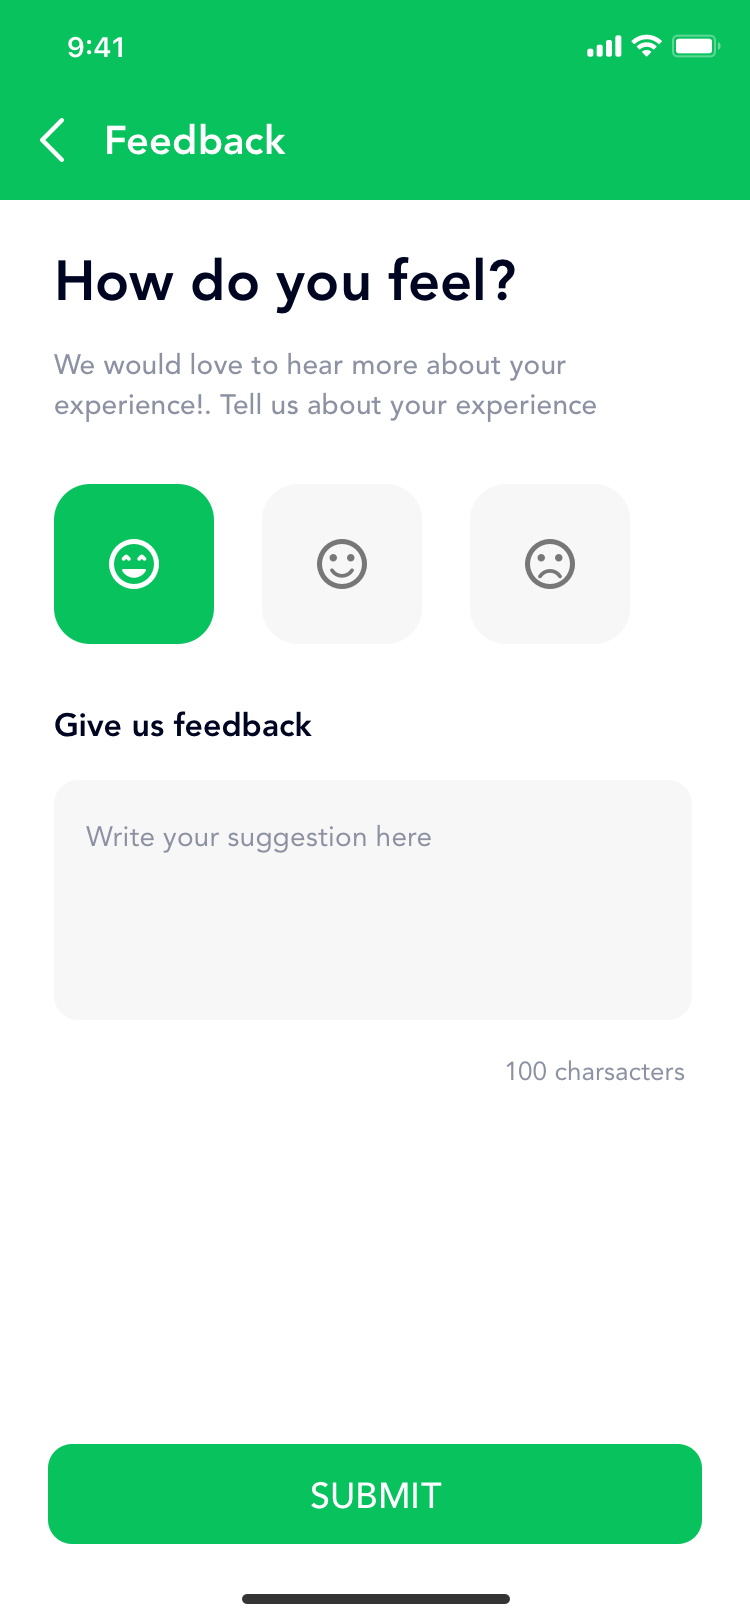 9:41
Feedback
How do you feel?
We would love to hear more about your
experience!. Tell us about your experience
Give us feedback
Write your suggestion here
100 charsacters
SUBMIT